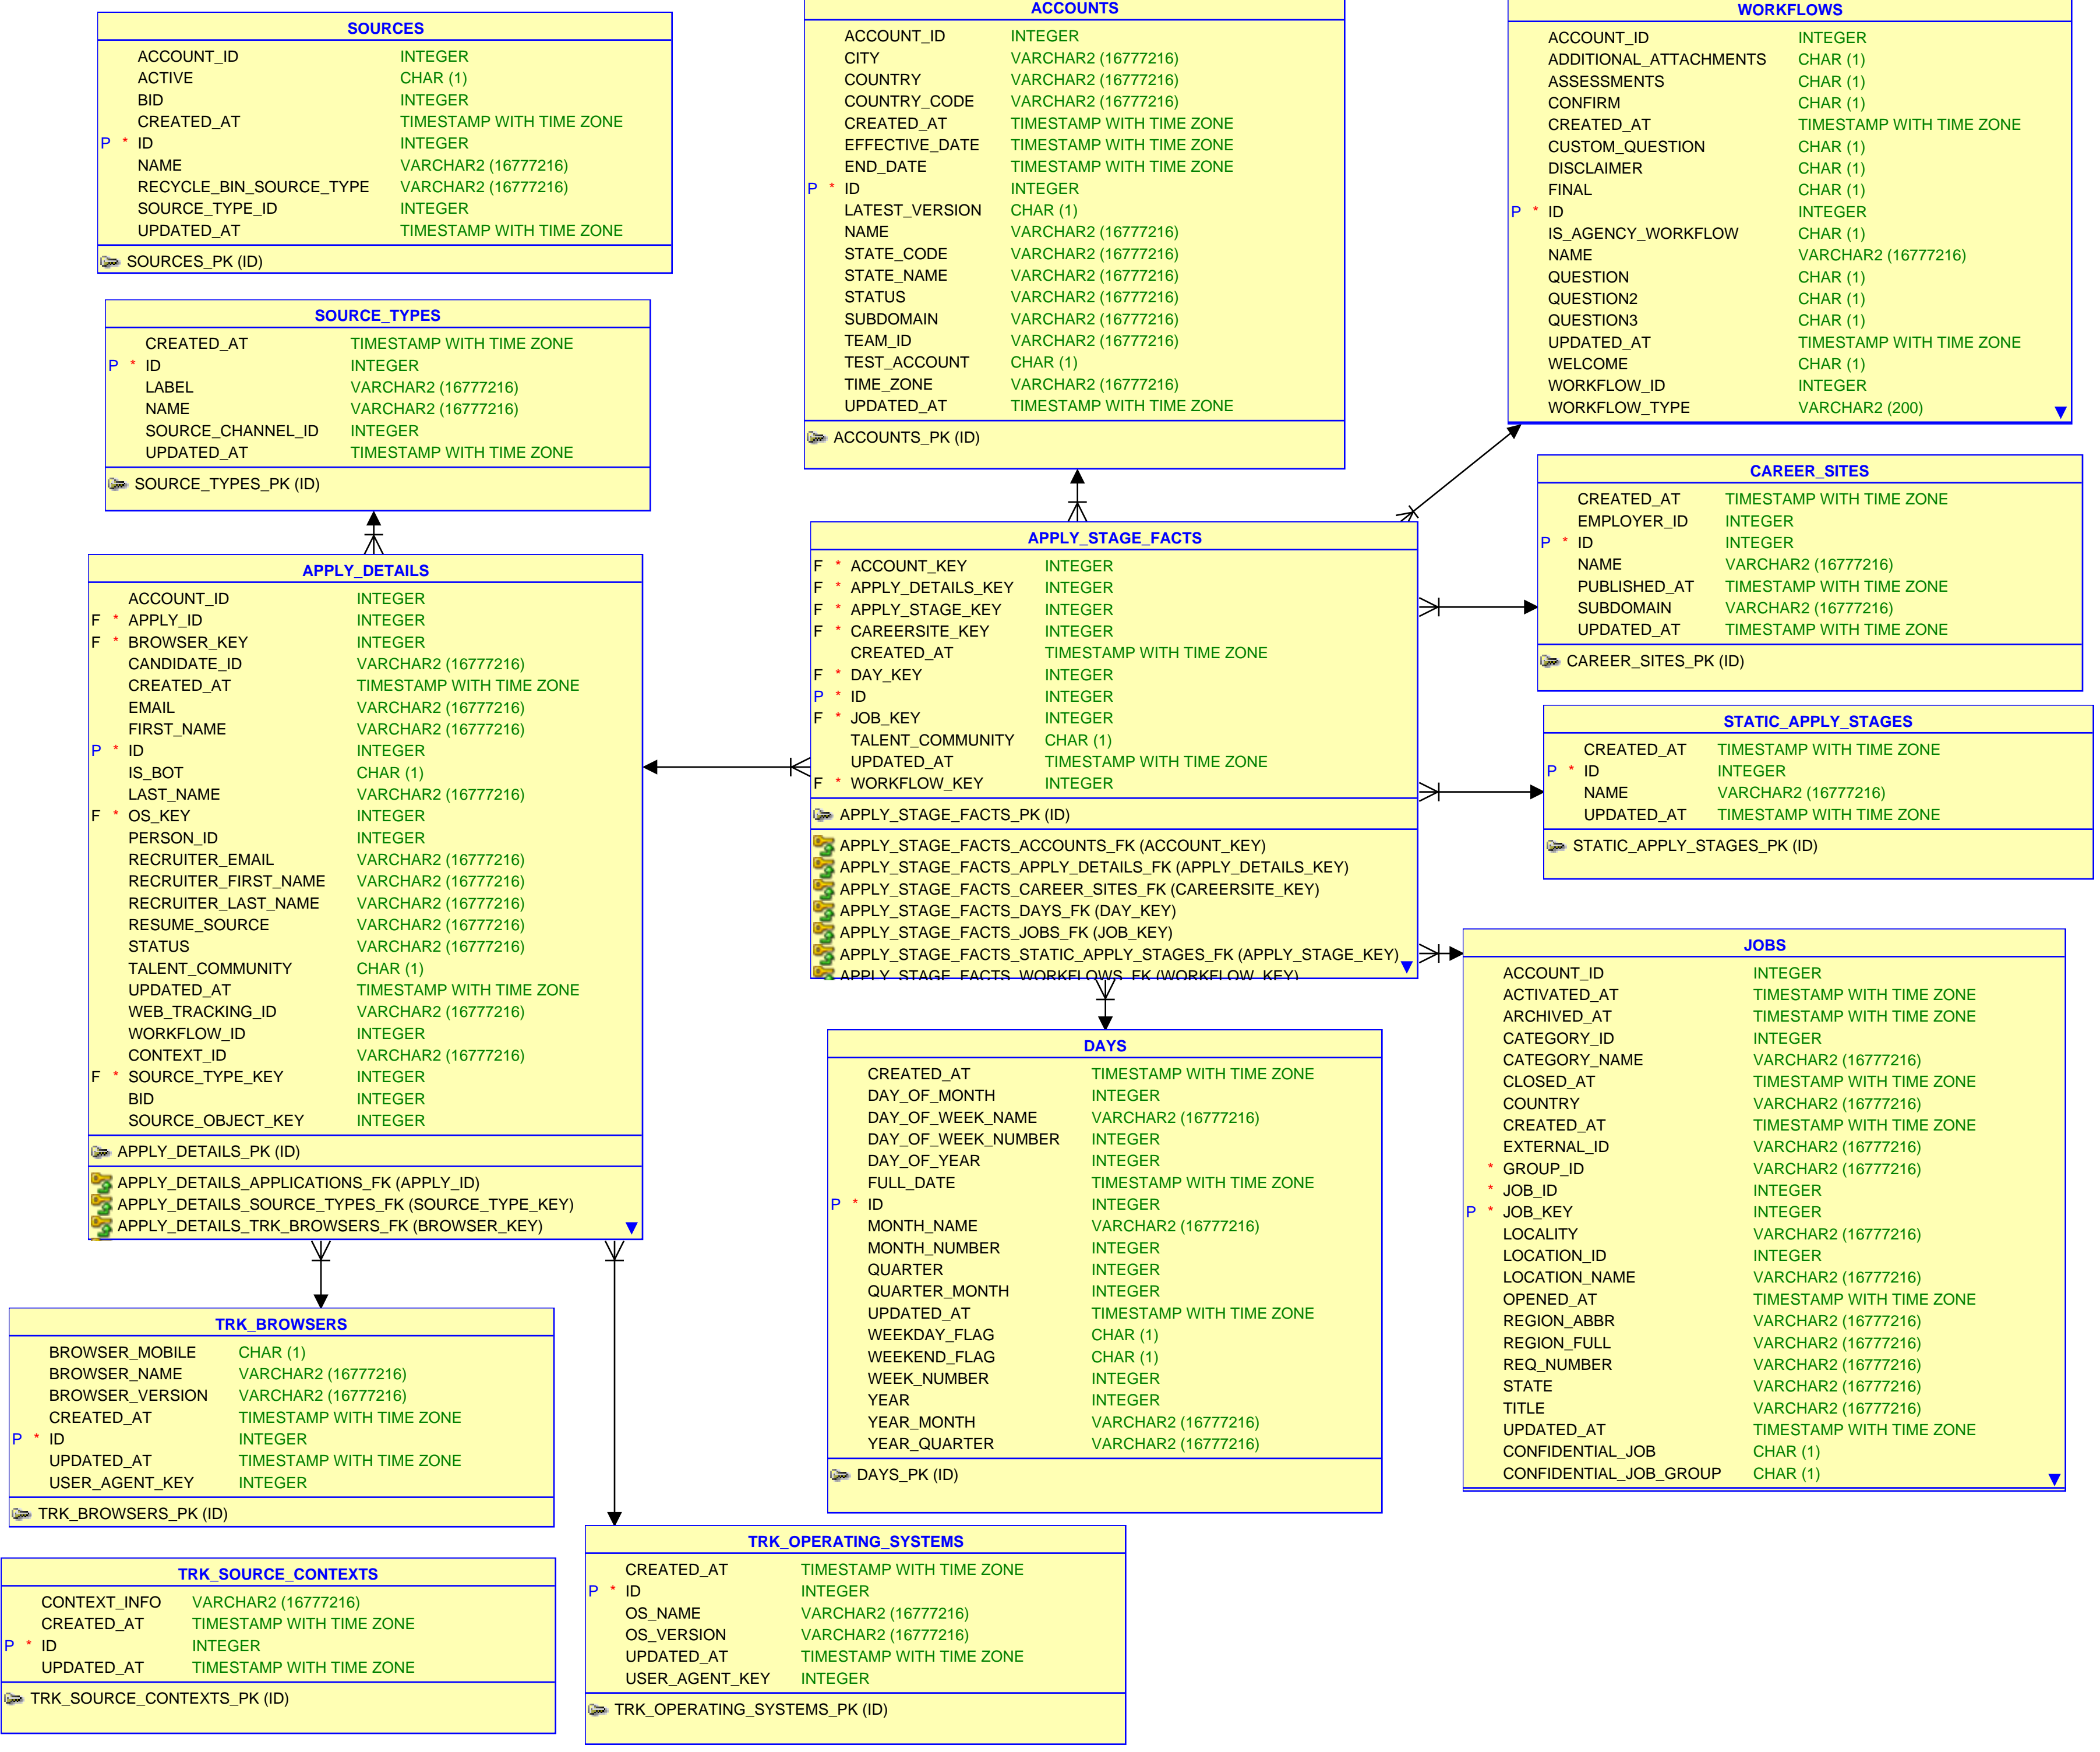 SOURCES
ACCOUNT_ID INTEGER
ACTIVE CHAR (1)
BID INTEGER
CREATED_AT TIMESTAMP WITH TIME ZONE
P * ID INTEGER
NAME VARCHAR2 (16777216)
RECYCLE_BIN_SOURCE_TYPE VARCHAR2 (16777216)
SOURCE_TYPE_ID INTEGER
UPDATED_AT TIMESTAMP WITH TIME ZONE
SOURCES_PK (ID)
ACCOUNTS
ACCOUNT_ID INTEGER
CITY VARCHAR2 (16777216)
COUNTRY VARCHAR2 (16777216)
COUNTRY_CODE VARCHAR2 (16777216)
CREATED_AT TIMESTAMP WITH TIME ZONE
EFFECTIVE_DATE TIMESTAMP WITH TIME ZONE
END_DATE TIMESTAMP WITH TIME ZONE
P * ID INTEGER
LATEST_VERSION CHAR (1)
NAME VARCHAR2 (16777216)
STATE_CODE VARCHAR2 (16777216)
STATE_NAME VARCHAR2 (16777216)
STATUS VARCHAR2 (16777216)
SUBDOMAIN VARCHAR2 (16777216)
TEAM_ID VARCHAR2 (16777216)
TEST_ACCOUNT CHAR (1)
TIME_ZONE VARCHAR2 (16777216)
UPDATED_AT TIMESTAMP WITH TIME ZONE
ACCOUNTS_PK (ID)
WORKFLOWS
ACCOUNT_ID INTEGER
ADDITIONAL_ATTACHMENTS CHAR (1)
ASSESSMENTS CHAR (1)
CONFIRM CHAR (1)
CREATED_AT TIMESTAMP WITH TIME ZONE
CUSTOM_QUESTION CHAR (1)
DISCLAIMER CHAR (1)
FINAL CHAR (1)
P * ID INTEGER
IS_AGENCY_WORKFLOW CHAR (1)
NAME VARCHAR2 (16777216)
QUESTION CHAR (1)
QUESTION2 CHAR (1)
QUESTION3 CHAR (1)
UPDATED_AT TIMESTAMP WITH TIME ZONE
WELCOME CHAR (1)
WORKFLOW_ID INTEGER
WORKFLOW_TYPE VARCHAR2 (200)
SOURCE_TYPES
CREATED_AT TIMESTAMP WITH TIME ZONE
P * ID INTEGER
LABEL VARCHAR2 (16777216)
NAME VARCHAR2 (16777216)
SOURCE_CHANNEL_ID INTEGER
UPDATED_AT TIMESTAMP WITH TIME ZONE
SOURCE_TYPES_PK (ID)
CAREER_SITES
CREATED_AT TIMESTAMP WITH TIME ZONE
EMPLOYER_ID INTEGER
P * ID INTEGER
NAME VARCHAR2 (16777216)
PUBLISHED_AT TIMESTAMP WITH TIME ZONE
SUBDOMAIN VARCHAR2 (16777216)
UPDATED_AT TIMESTAMP WITH TIME ZONE
CAREER_SITES_PK (ID)
APPLY_STAGE_FACTS
F * ACCOUNT_KEY INTEGER
F * APPLY_DETAILS_KEY INTEGER
F * APPLY_STAGE_KEY INTEGER
F * CAREERSITE_KEY INTEGER
CREATED_AT TIMESTAMP WITH TIME ZONE
F * DAY_KEY INTEGER
P * ID INTEGER
F * JOB_KEY INTEGER
TALENT_COMMUNITY CHAR (1)
UPDATED_AT TIMESTAMP WITH TIME ZONE
F * WORKFLOW_KEY INTEGER
APPLY_STAGE_FACTS_PK (ID)
APPLY_STAGE_FACTS_ACCOUNTS_FK (ACCOUNT_KEY)
APPLY_STAGE_FACTS_APPLY_DETAILS_FK (APPLY_DETAILS_KEY)
APPLY_STAGE_FACTS_CAREER_SITES_FK (CAREERSITE_KEY)
APPLY_STAGE_FACTS_DAYS_FK (DAY_KEY)
APPLY_STAGE_FACTS_JOBS_FK (JOB_KEY)
APPLY_STAGE_FACTS_STATIC_APPLY_STAGES_FK (APPLY_STAGE_KEY)
APPLY_STAGE_FACTS_WORKFLOWS_FK (WORKFLOW_KEY)
APPLY_DETAILS
ACCOUNT_ID INTEGER
F * APPLY_ID INTEGER
F * BROWSER_KEY INTEGER
CANDIDATE_ID VARCHAR2 (16777216)
CREATED_AT TIMESTAMP WITH TIME ZONE
EMAIL VARCHAR2 (16777216)
FIRST_NAME VARCHAR2 (16777216)
P * ID INTEGER
IS_BOT CHAR (1)
LAST_NAME VARCHAR2 (16777216)
F * OS_KEY INTEGER
PERSON_ID INTEGER
RECRUITER_EMAIL VARCHAR2 (16777216)
RECRUITER_FIRST_NAME VARCHAR2 (16777216)
RECRUITER_LAST_NAME VARCHAR2 (16777216)
RESUME_SOURCE VARCHAR2 (16777216)
STATUS VARCHAR2 (16777216)
TALENT_COMMUNITY CHAR (1)
UPDATED_AT TIMESTAMP WITH TIME ZONE
WEB_TRACKING_ID VARCHAR2 (16777216)
WORKFLOW_ID INTEGER
CONTEXT_ID VARCHAR2 (16777216)
F * SOURCE_TYPE_KEY INTEGER
BID INTEGER
SOURCE_OBJECT_KEY INTEGER
APPLY_DETAILS_PK (ID)
APPLY_DETAILS_APPLICATIONS_FK (APPLY_ID)
APPLY_DETAILS_SOURCE_TYPES_FK (SOURCE_TYPE_KEY)
APPLY_DETAILS_TRK_BROWSERS_FK (BROWSER_KEY)
STATIC_APPLY_STAGES
CREATED_AT TIMESTAMP WITH TIME ZONE
P * ID INTEGER
NAME VARCHAR2 (16777216)
UPDATED_AT TIMESTAMP WITH TIME ZONE
STATIC_APPLY_STAGES_PK (ID)
JOBS
ACCOUNT_ID INTEGER
ACTIVATED_AT TIMESTAMP WITH TIME ZONE
ARCHIVED_AT TIMESTAMP WITH TIME ZONE
CATEGORY_ID INTEGER
CATEGORY_NAME VARCHAR2 (16777216)
CLOSED_AT TIMESTAMP WITH TIME ZONE
COUNTRY VARCHAR2 (16777216)
CREATED_AT TIMESTAMP WITH TIME ZONE
EXTERNAL_ID VARCHAR2 (16777216)
* GROUP_ID VARCHAR2 (16777216)
* JOB_ID INTEGER
P * JOB_KEY INTEGER
LOCALITY VARCHAR2 (16777216)
LOCATION_ID INTEGER
LOCATION_NAME VARCHAR2 (16777216)
OPENED_AT TIMESTAMP WITH TIME ZONE
REGION_ABBR VARCHAR2 (16777216)
REGION_FULL VARCHAR2 (16777216)
REQ_NUMBER VARCHAR2 (16777216)
STATE VARCHAR2 (16777216)
TITLE VARCHAR2 (16777216)
UPDATED_AT TIMESTAMP WITH TIME ZONE
CONFIDENTIAL_JOB CHAR (1)
CONFIDENTIAL_JOB_GROUP CHAR (1)
DAYS
CREATED_AT TIMESTAMP WITH TIME ZONE
DAY_OF_MONTH INTEGER
DAY_OF_WEEK_NAME VARCHAR2 (16777216)
DAY_OF_WEEK_NUMBER INTEGER
DAY_OF_YEAR INTEGER
FULL_DATE TIMESTAMP WITH TIME ZONE
P * ID INTEGER
MONTH_NAME VARCHAR2 (16777216)
MONTH_NUMBER INTEGER
QUARTER INTEGER
QUARTER_MONTH INTEGER
UPDATED_AT TIMESTAMP WITH TIME ZONE
WEEKDAY_FLAG CHAR (1)
WEEKEND_FLAG CHAR (1)
WEEK_NUMBER INTEGER
YEAR INTEGER
YEAR_MONTH VARCHAR2 (16777216)
YEAR_QUARTER VARCHAR2 (16777216)
DAYS_PK (ID)
TRK_BROWSERS
BROWSER_MOBILE CHAR (1)
BROWSER_NAME VARCHAR2 (16777216)
BROWSER_VERSION VARCHAR2 (16777216)
CREATED_AT TIMESTAMP WITH TIME ZONE
P * ID INTEGER
UPDATED_AT TIMESTAMP WITH TIME ZONE
USER_AGENT_KEY INTEGER
TRK_BROWSERS_PK (ID)
TRK_OPERATING_SYSTEMS
CREATED_AT TIMESTAMP WITH TIME ZONE
P * ID INTEGER
OS_NAME VARCHAR2 (16777216)
OS_VERSION VARCHAR2 (16777216)
UPDATED_AT TIMESTAMP WITH TIME ZONE
USER_AGENT_KEY INTEGER
TRK_OPERATING_SYSTEMS_PK (ID)
TRK_SOURCE_CONTEXTS
CONTEXT_INFO VARCHAR2 (16777216)
CREATED_AT TIMESTAMP WITH TIME ZONE
P * ID INTEGER
UPDATED_AT TIMESTAMP WITH TIME ZONE
TRK_SOURCE_CONTEXTS_PK (ID)